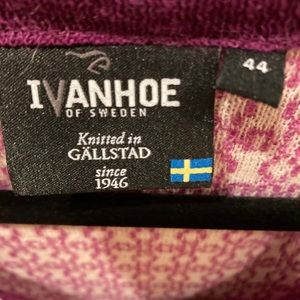 IVANHOE
OF SWEDEN
Knitted in
GÄLLSTAD
since
1946
44